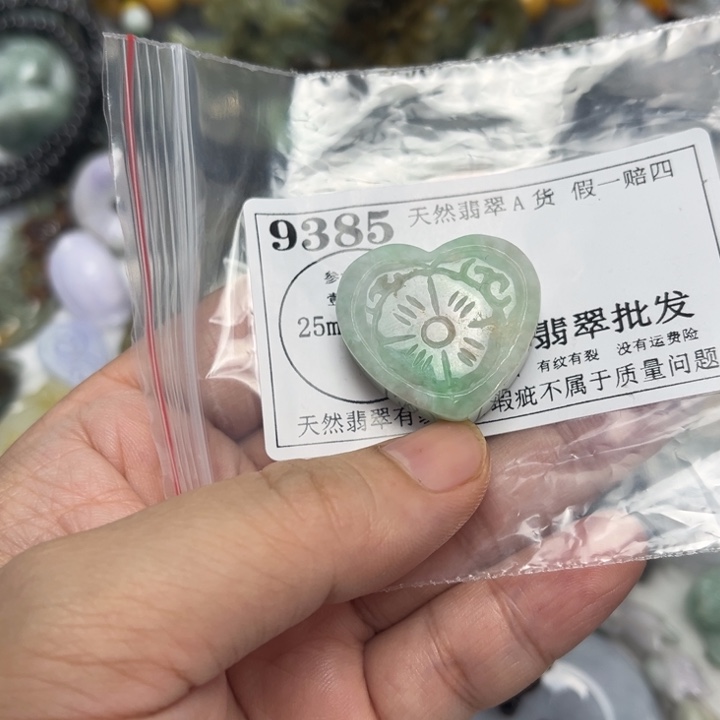 9385 天然翡翠A货 假一赔四
25m
翡翠批发
有纹有裂 没有运费险
天然翡翠有 瑕疵不属于质量问题